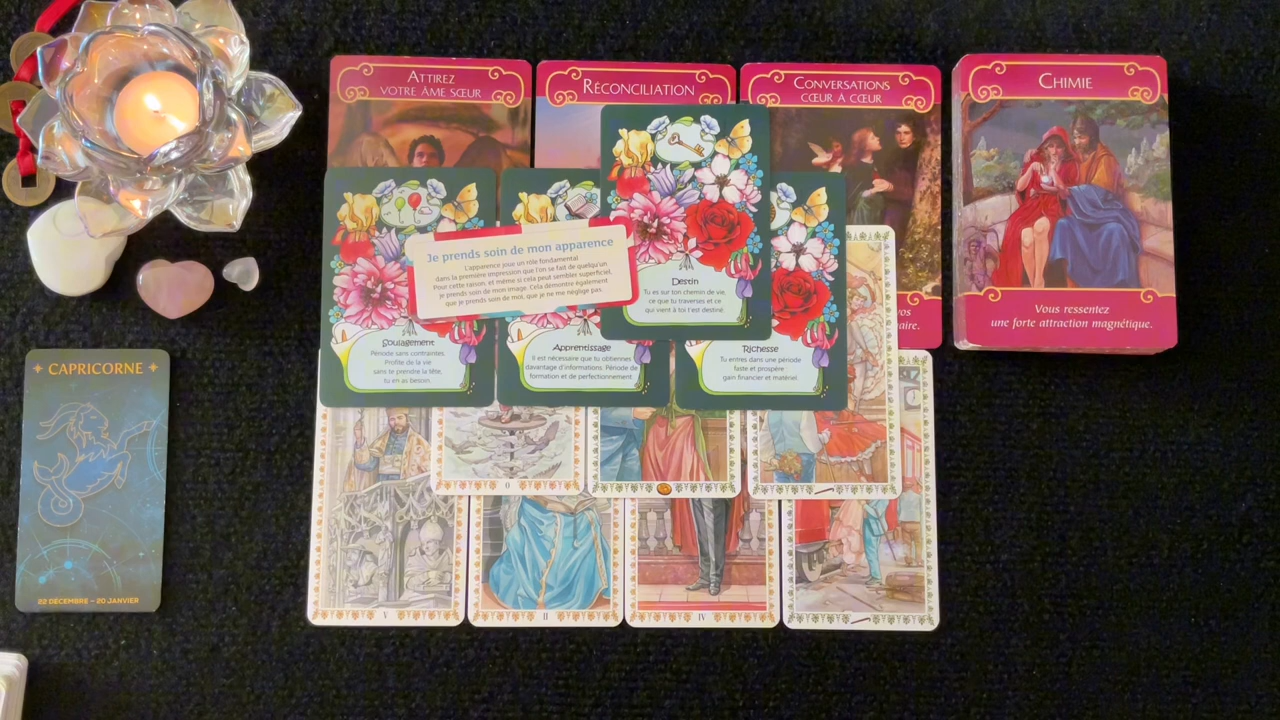 ATTIREZ
VOTRE ÂME SŒUR
RÉCONCILIATION
CONVERSATIONS
CŒUR À CŒUR
CHIMIE
Vous ressentez
une forte attraction magnétique.
vos
aire.
Je prends soin de mon apparence
L'apparence joue un rôle fondamental
dans la première impression que l'on se fait de quelqu'un.
Pour cette raison, et même si cela peut sembler superficiel,
je prends soin de mon image. Cela démontre également
que je prends soin de moi, que je ne me néglige pas.
Destin
Tu es sur ton chemin de vie,
ce que tu traverses et ce
qui vient à toi t'est destiné.
Soulagement
Période sans contraintes.
Profite de la vie
sans te prendre la tête,
tu en as besoin.
Apprentissage
Il est nécessaire que tu obtiennes
davantage d'informations. Période de
formation et de perfectionnement.
Richesse
Tu entres dans une période
faste et prospère :
gain financier et matériel.
✦ CAPRICORNE ✦
22 DÉCEMBRE – 20 JANVIER
0
V
II
IV